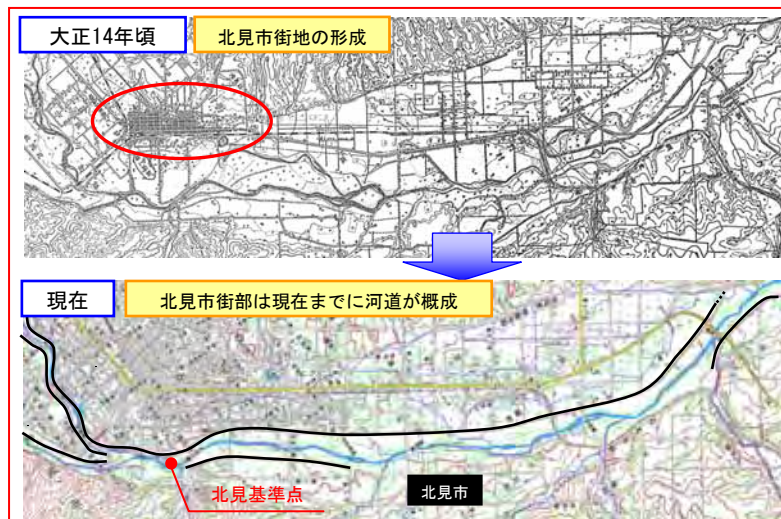 大正14年頃
北見市街地の形成
現在
北見市街部は現在までに河道が概成
北見基準点
北見市